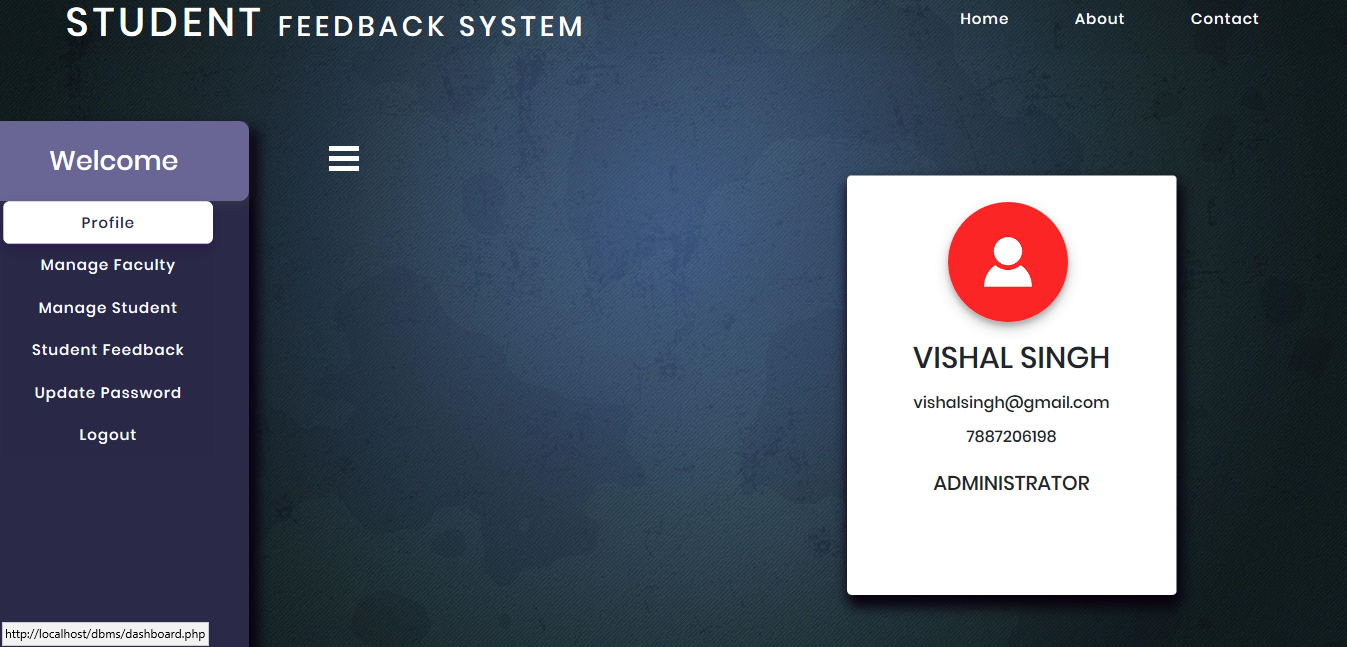 STUDENT FEEDBACK SYSTEM
Home About Contact
Welcome
Profile
Manage Faculty
Manage Student
Student Feedback
Update Password
Logout
VISHAL SINGH
vishalsingh@gmail.com
7887206198
ADMINISTRATOR
http://localhost/dbms/dashboard.php